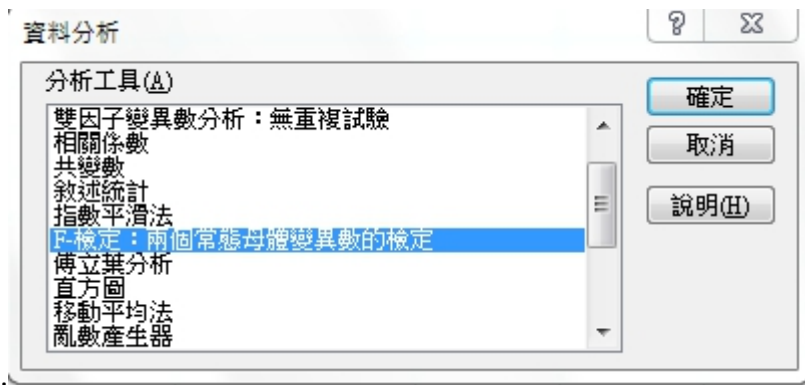 資料分析
分析工具(A)
雙因子變異數分析：無重複試驗
相關係數
共變數
敘述統計
指數平滑法
F-檢定：兩個常態母體變異數的檢定
傅立葉分析
直方圖
移動平均法
亂數產生器
確定
取消
說明(H)